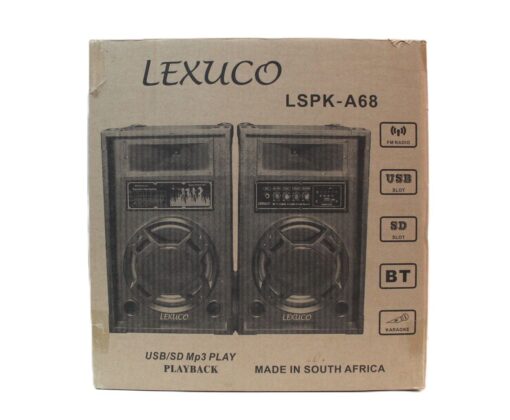 LEXUCO
LSPK-A68
FM RADIO
USB
SLOT
SD
SLOT
BT
KARAOKE
LEXUCO
LEXUCO
LEXUCO
USB/SD Mp3 PLAY
PLAYBACK
MADE IN SOUTH AFRICA